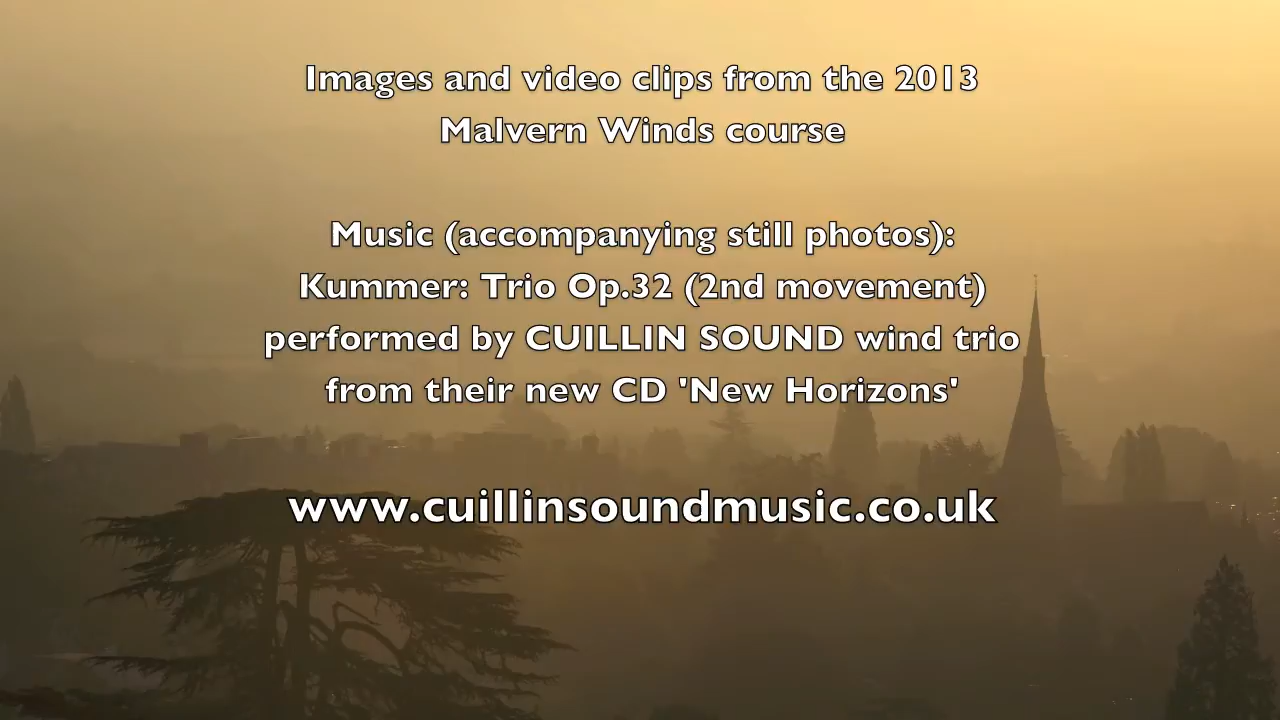 Images and video clips from the 2013
Malvern Winds course
Music (accompanying still photos):
Kummer: Trio Op.32 (2nd movement)
performed by CUILLIN SOUND wind trio
from their new CD 'New Horizons'
www.cuillinsoundmusic.co.uk